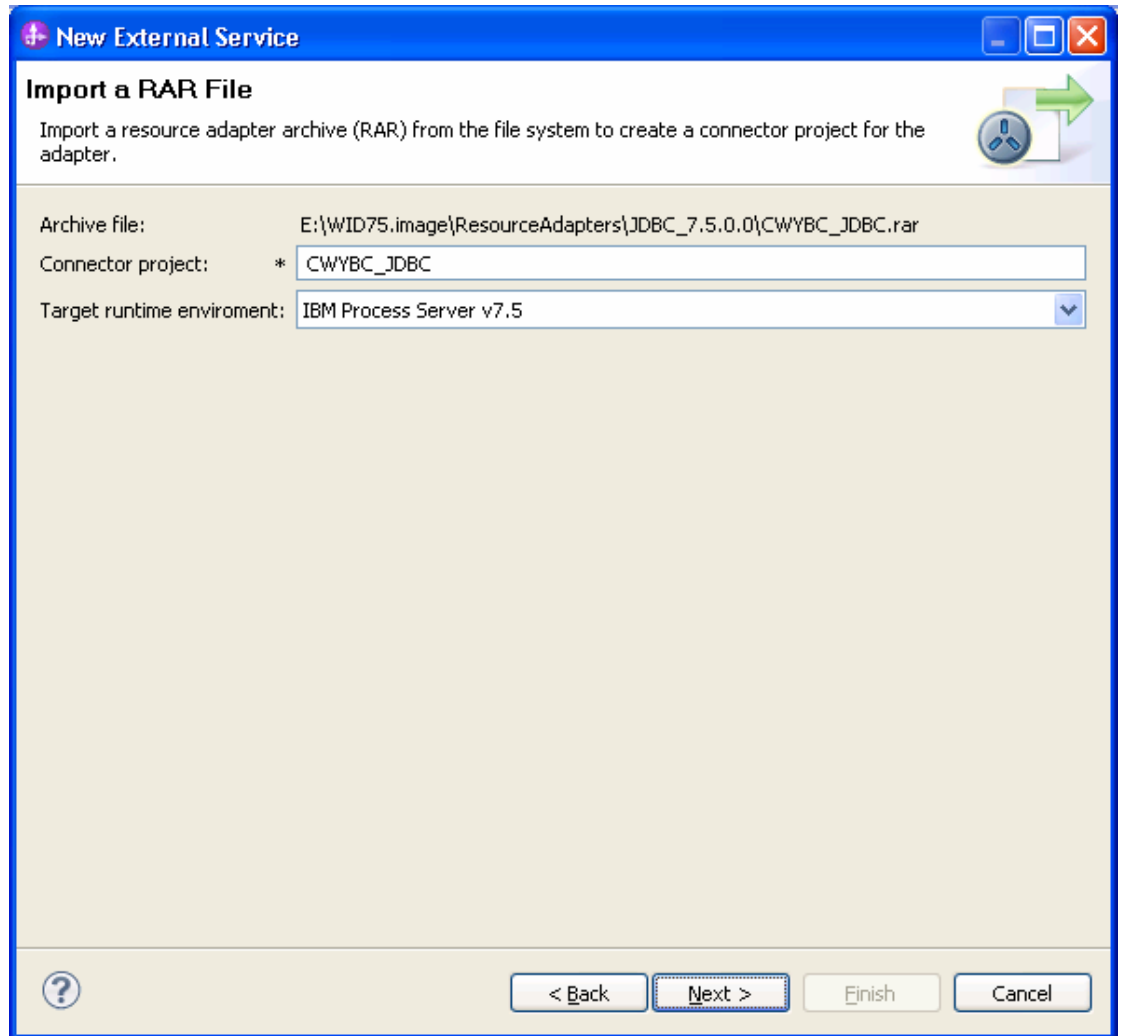 New External Service
Import a RAR File
Import a resource adapter archive (RAR) from the file system to create a connector project for the
adapter.
Archive file: E:\WID75.image\ResourceAdapters\JDBC_7.5.0.0\CWYBC_JDBC.rar
Connector project: * CWYBC_JDBC
Target runtime enviroment: IBM Process Server v7.5
? < Back Next > Finish Cancel